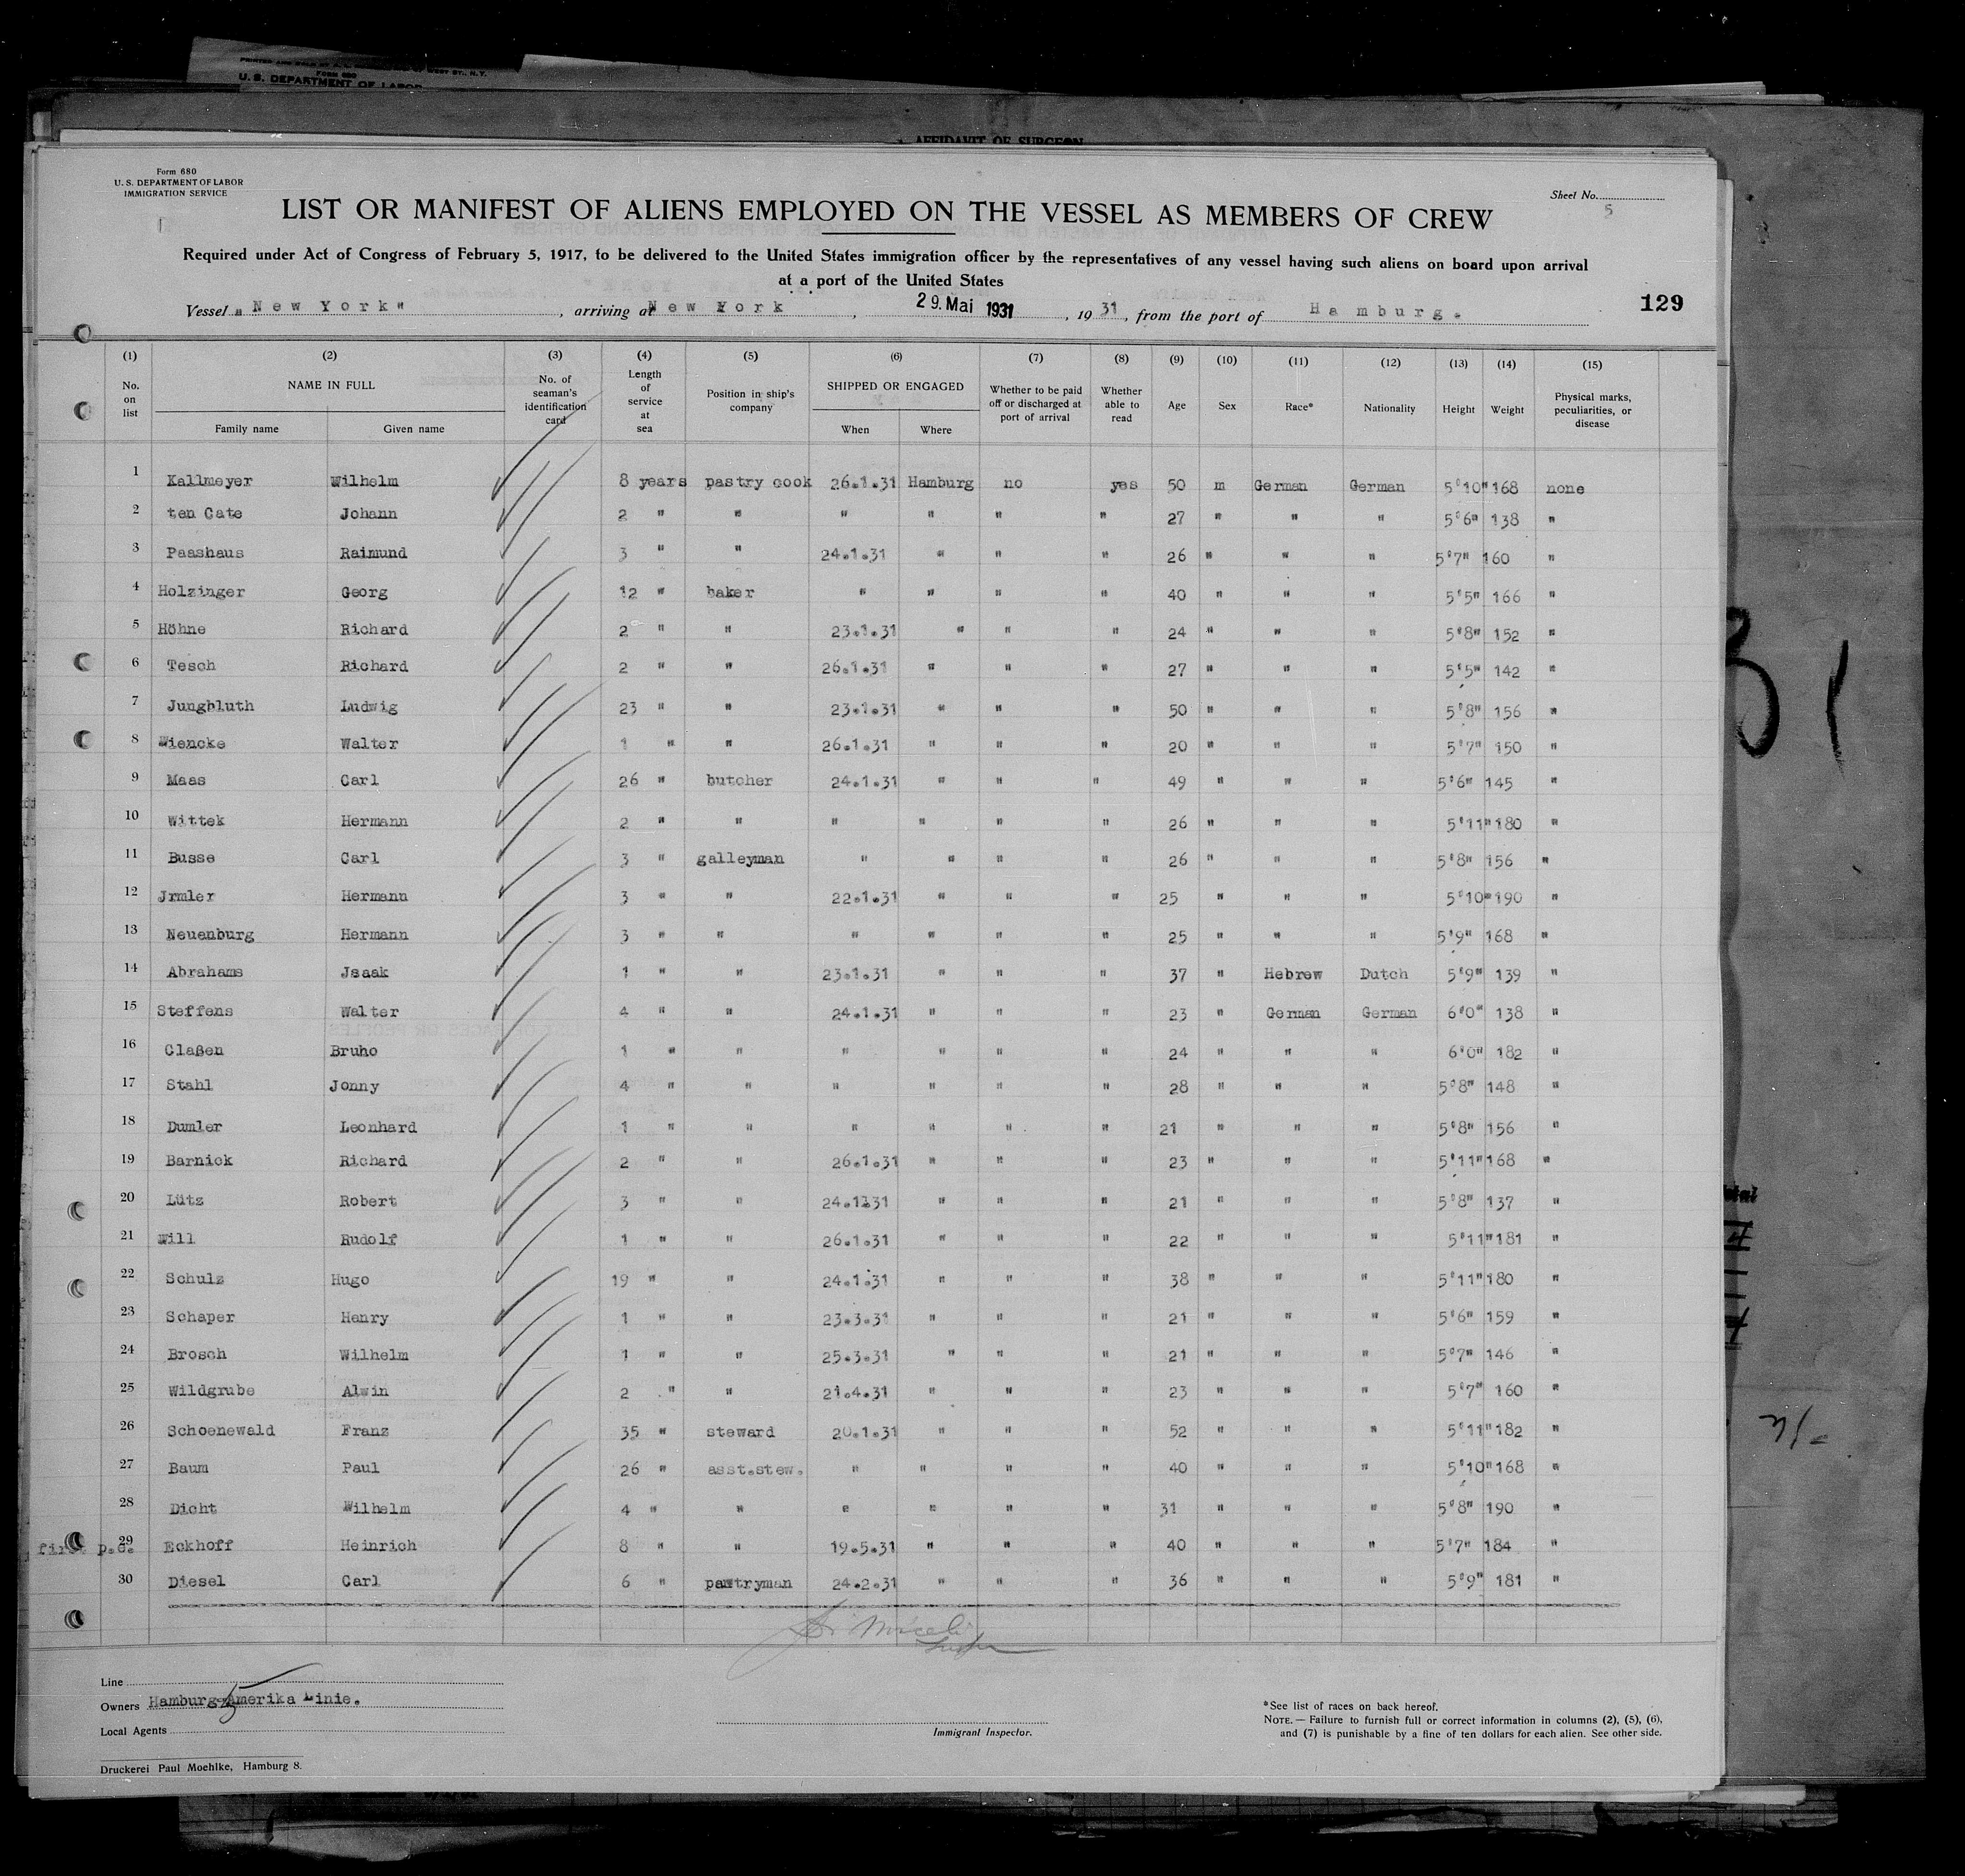 U. S. DEPARTMENT OF LABOR
AFFIDAVIT OF SURGEON
Form 680
U. S. DEPARTMENT OF LABOR
IMMIGRATION SERVICE
Sheet No. 5
LIST OR MANIFEST OF ALIENS EMPLOYED ON THE VESSEL AS MEMBERS OF CREW
Required under Act of Congress of February 5, 1917, to be delivered to the United States immigration officer by the representatives of any vessel having such aliens on board upon arrival
at a port of the United States
Vessel "New York", arriving at New York, 29. Mai 1931, 19 31, from the port of Hamburg.
129
(1) (2) (3) (4) (5) (6) (7) (8) (9) (10) (11) (12) (13) (14) (15)
No. on list NAME IN FULL Family name Given name No. of seaman's identification card Length of service at sea Position in ship's company SHIPPED OR ENGAGED When Where Whether to be paid off or discharged at port of arrival Whether able to read Age Sex Race* Nationality Height Weight Physical marks, peculiarities, or disease
1 Kallmeyer Wilhelm 8 years pastry cook 26.1.31 Hamburg no yes 50 m German German 5'10" 168 none
2 ten Cate Johann 2 " " " " " " 27 " " " 5'6" 138 "
3 Paashaus Raimund 3 " " 24.1.31 " " " 26 " " " 5'7" 160 "
4 Holzinger Georg 12 " baker " " " " 40 " " " 5'5" 166 "
5 Höhne Richard 2 " " 23.1.31 " " " 24 " " " 5'8" 152 "
6 Tesch Richard 2 " " 26.1.31 " " " 27 " " " 5'5" 142 "
7 Jungbluth Ludwig 23 " " 23.1.31 " " " 50 " " " 5'8" 156 "
8 Wiencke Walter 1 " " 26.1.31 " " " 20 " " " 5'7" 150 "
9 Maas Carl 26 " butcher 24.1.31 " " " 49 " " " 5'6" 145 "
10 Wittek Hermann 2 " " " " " " 26 " " " 5'11" 180 "
11 Busse Carl 3 " galleyman " " " " 26 " " " 5'8" 156 "
12 Jrmler Hermann 3 " " 22.1.31 " " " 25 " " " 5'10" 190 "
13 Neuenburg Hermann 3 " " " " " " 25 " " " 5'9" 168 "
14 Abrahams Jsaak 1 " " 23.1.31 " " " 37 " Hebrew Dutch 5'9" 139 "
15 Steffens Walter 4 " " 24.1.31 " " " 23 " German German 6'0" 138 "
16 Claßen Bruho 1 " " " " " " 24 " " " 6'0" 182 "
17 Stahl Jonny 4 " " " " " " 28 " " " 5'8" 148 "
18 Dumler Leonhard 1 " " " " " " 21 " " " 5'8" 156 "
19 Barnick Richard 2 " " 26.1.31 " " " 23 " " " 5'11" 168 "
20 Lütz Robert 3 " " 24.1.31 " " " 21 " " " 5'8" 137 "
21 Will Rudolf 1 " " 26.1.31 " " " 22 " " " 5'11" 181 "
22 Schulz Hugo 19 " " 24.1.31 " " " 38 " " " 5'11" 180 "
23 Schaper Henry 1 " " 23.3.31 " " " 21 " " " 5'6" 159 "
24 Brosch Wilhelm 1 " " 25.3.31 " " " 21 " " " 5'7" 146 "
25 Wildgrube Alwin 2 " " 21.4.31 " " " 23 " " " 5'7" 160 "
26 Schoenewald Franz 35 " steward 20.1.31 " " " 52 " " " 5'11" 182 "
27 Baum Paul 26 " asst.stew. " " " " 40 " " " 5'10" 168 "
28 Dicht Wilhelm 4 " " " " " " 31 " " " 5'8" 190 "
29 Eckhoff Heinrich 8 " " 19.5.31 " " " 40 " " " 5'7" 184 "
30 Diesel Carl 6 " pantryman 24.2.31 " " " 36 " " " 5'9" 181 "
Line
Owners Hamburg-Amerika Linie.
Local Agents
Immigrant Inspector.
*See list of races on back hereof.
NOTE. — Failure to furnish full or correct information in columns (2), (5), (6),
and (7) is punishable by a fine of ten dollars for each alien. See other side.
Druckerei Paul Moehlke, Hamburg 8.